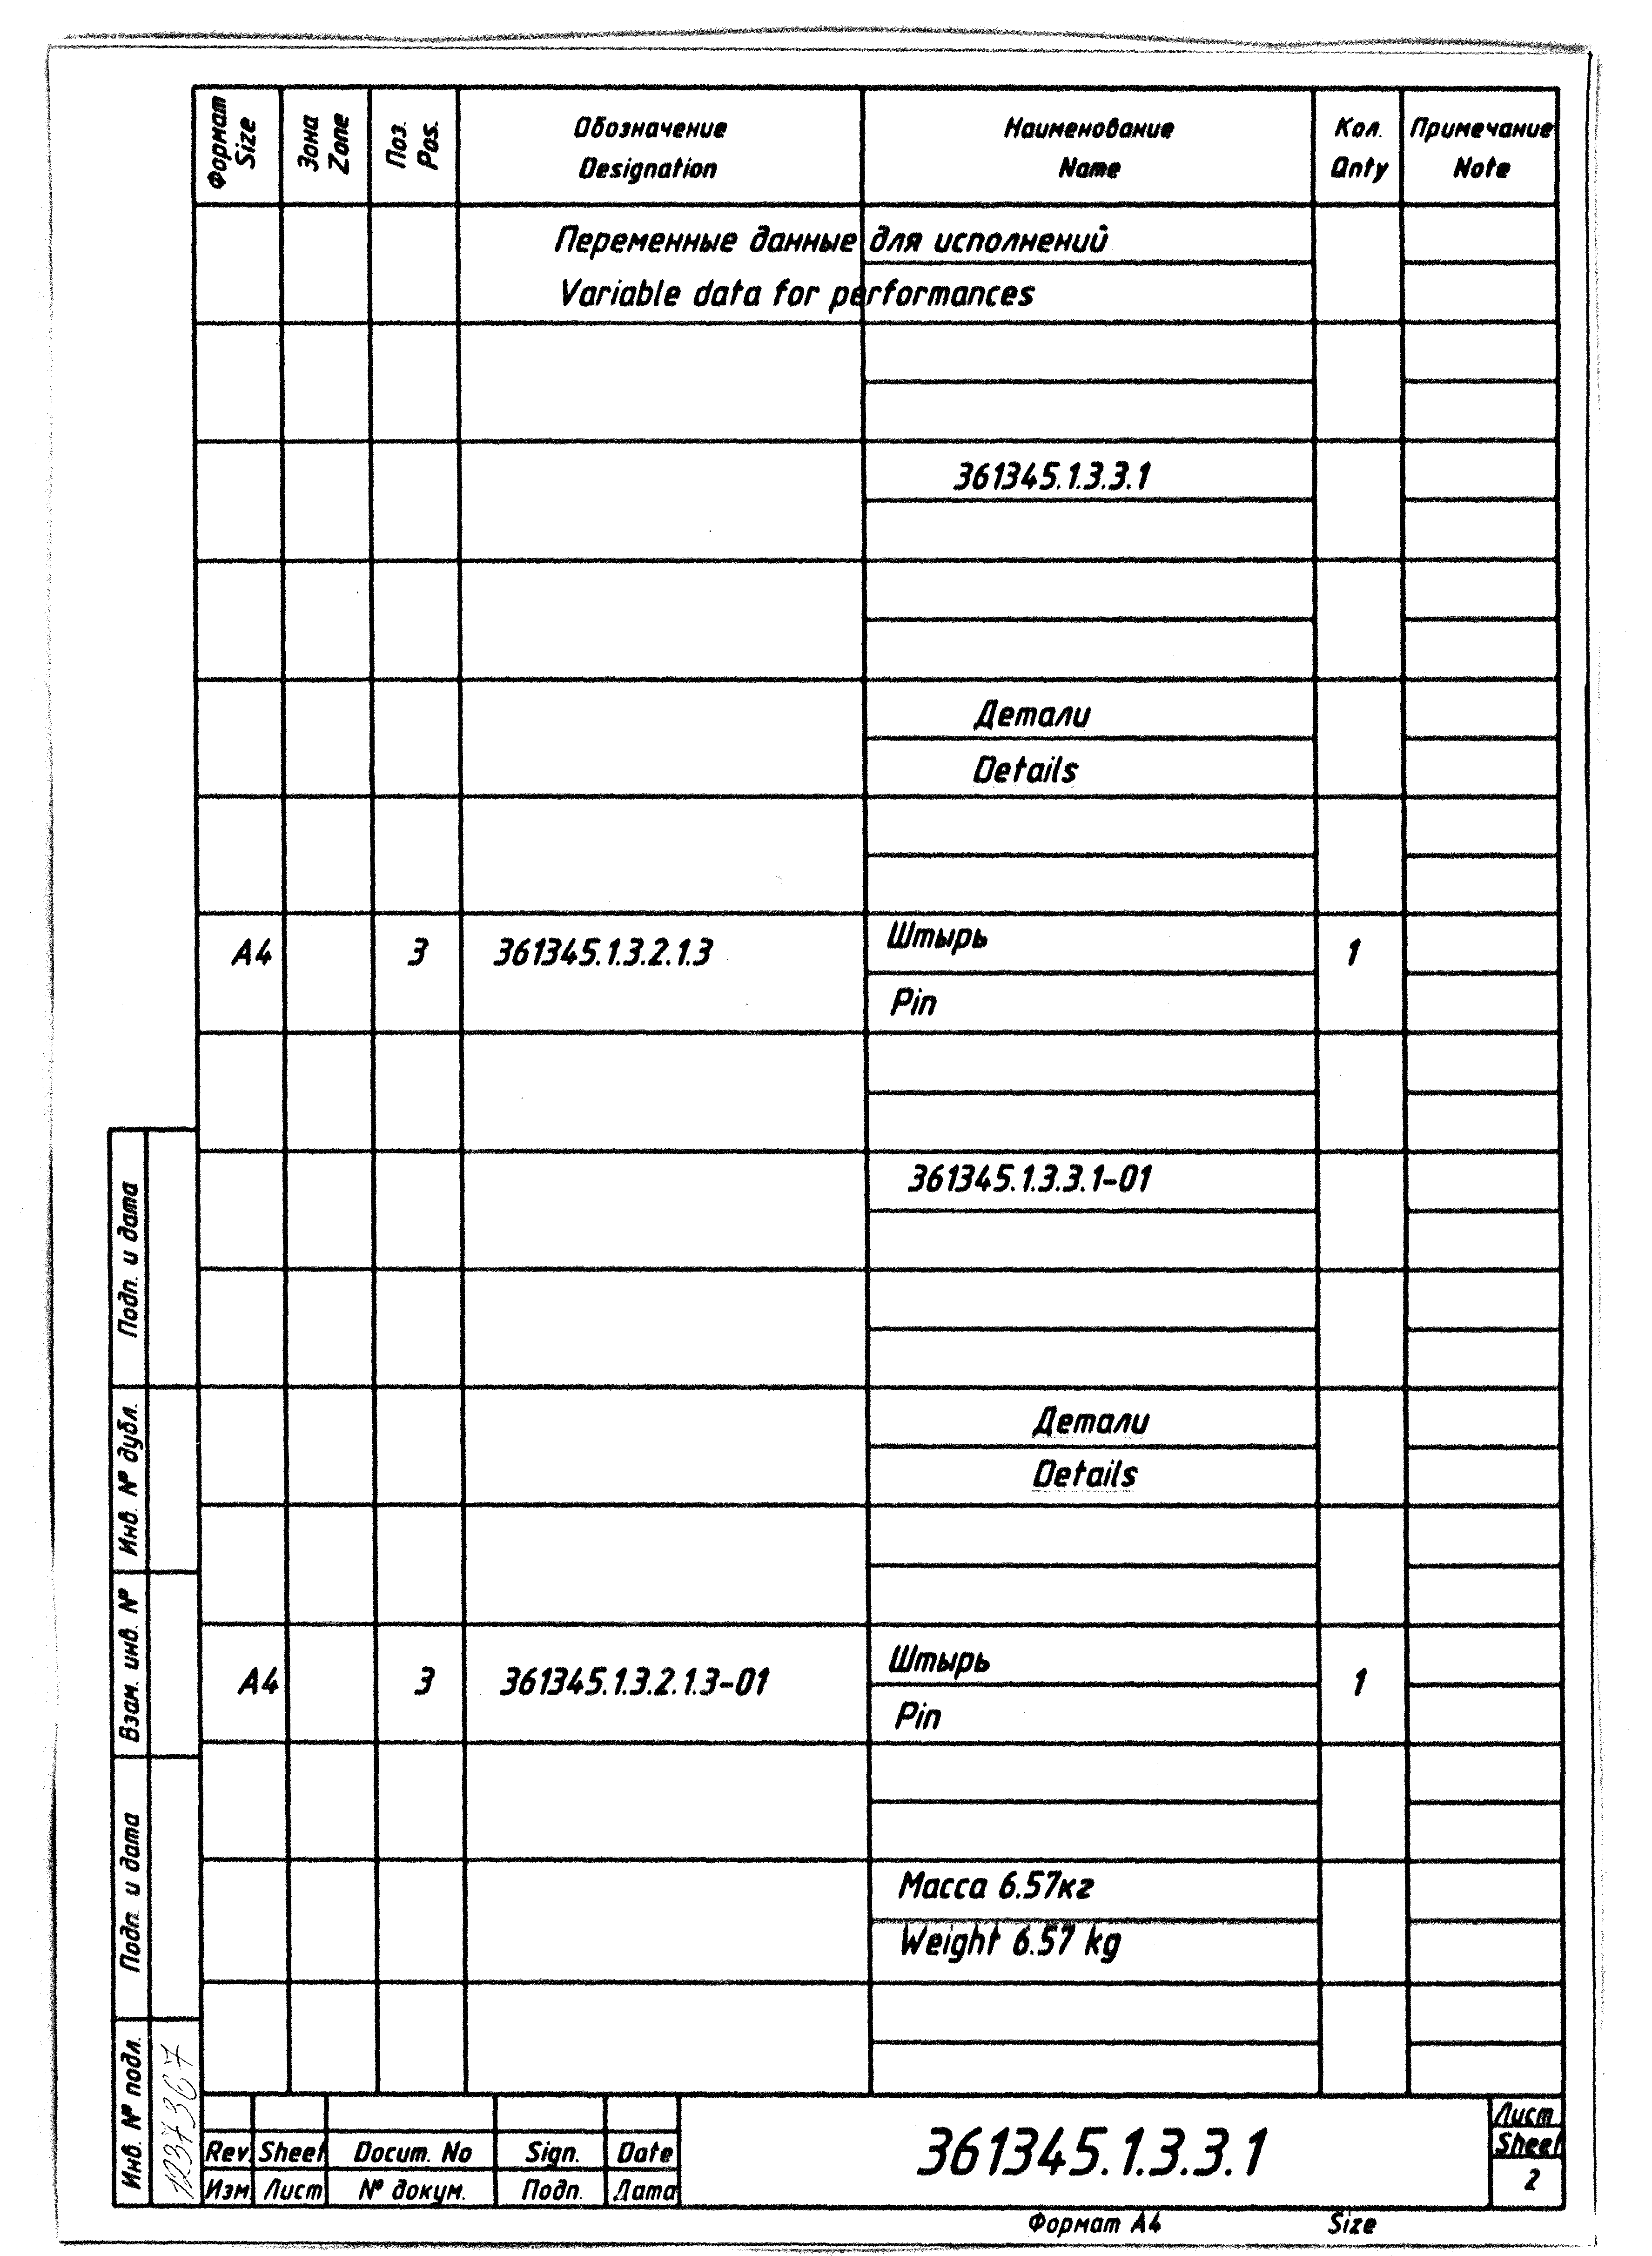 Формат Size
Зона Zone
Поз. Pos.
Обозначение
Designation
Наименование
Name
Кол.
Qnty
Примечание
Note
Переменные данные для исполнений
Variable data for performances
361345.1.3.3.1
Детали
Details
А4 3 361345.1.3.2.1.3 Штырь 1
Pin
361345.1.3.3.1-01
Детали
Details
А4 3 361345.1.3.2.1.3-01 Штырь 1
Pin
Масса 6.57кг
Weight 6.57 kg
Подп. и дата
Инв. № дубл.
Взам. инв. №
Подп. и дата
Инв. № подл.
1237367
Rev. Sheet Docum. No Sign. Date
Изм Лист № докум. Подп. Дата
361345.1.3.3.1
Лист
Sheet
2
Формат А4 Size